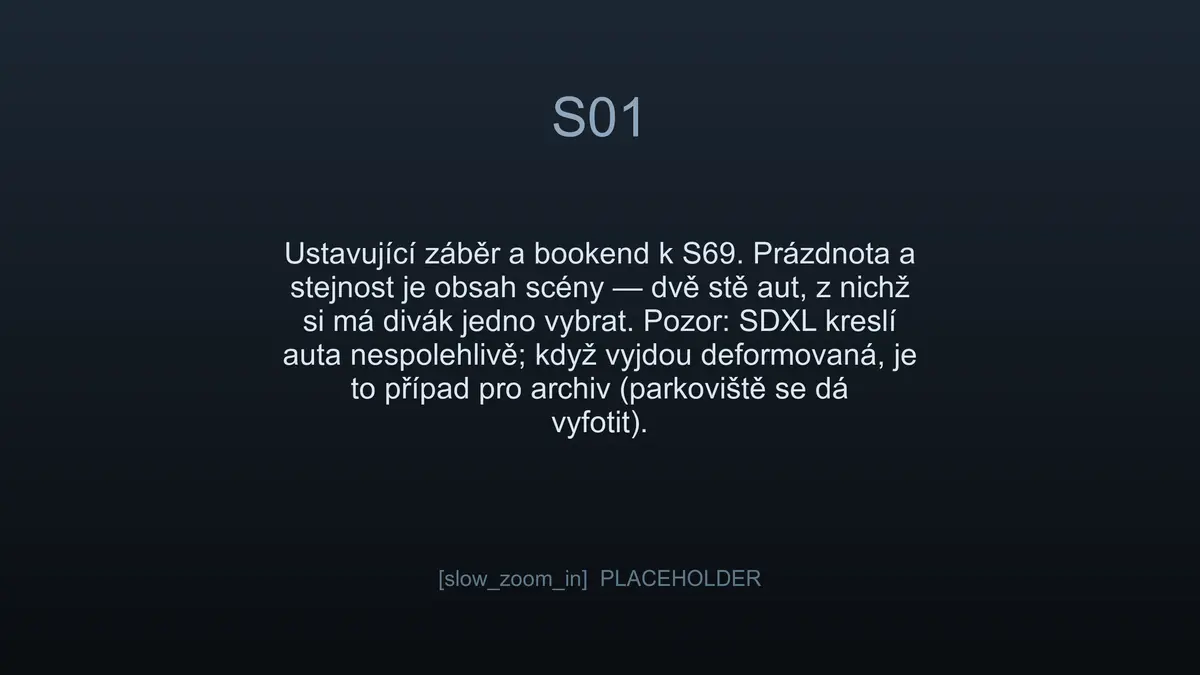 S01
Ustavující záběr a bookend k S69. Prázdnota a
stejnost je obsah scény — dvě stě aut, z nichž
si má divák jedno vybrat. Pozor: SDXL kreslí
auta nespolehlivě; když vyjdou deformovaná, je
to případ pro archiv (parkoviště se dá
vyfotit).
[slow_zoom_in]  PLACEHOLDER